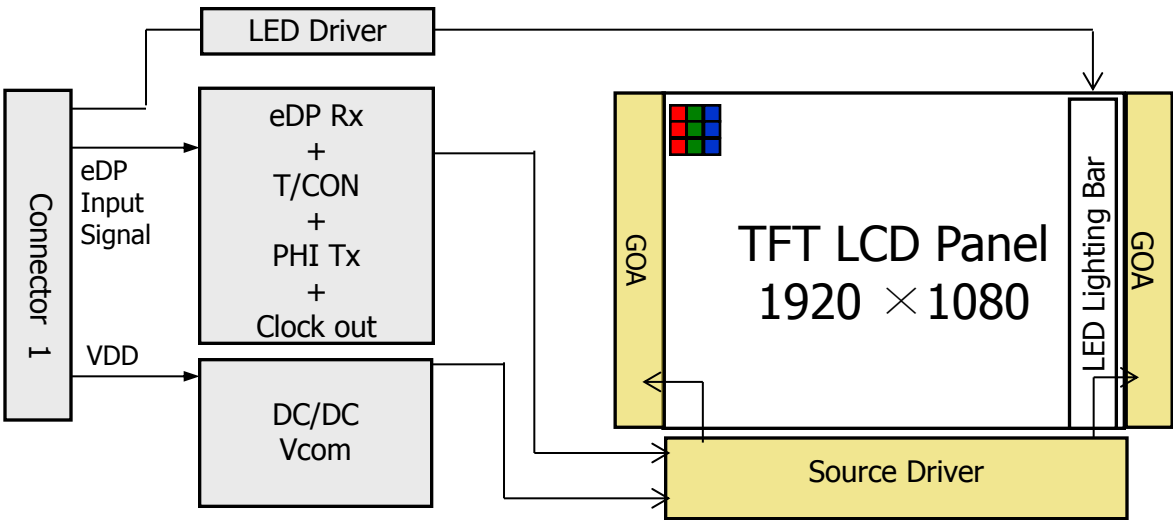 LED Driver
Connector 1
eDP
Input
Signal
VDD
eDP Rx
+
T/CON
+
PHI Tx
+
Clock out
DC/DC
Vcom
GOA
TFT LCD Panel
1920 ×1080
LED Lighting Bar
GOA
Source Driver